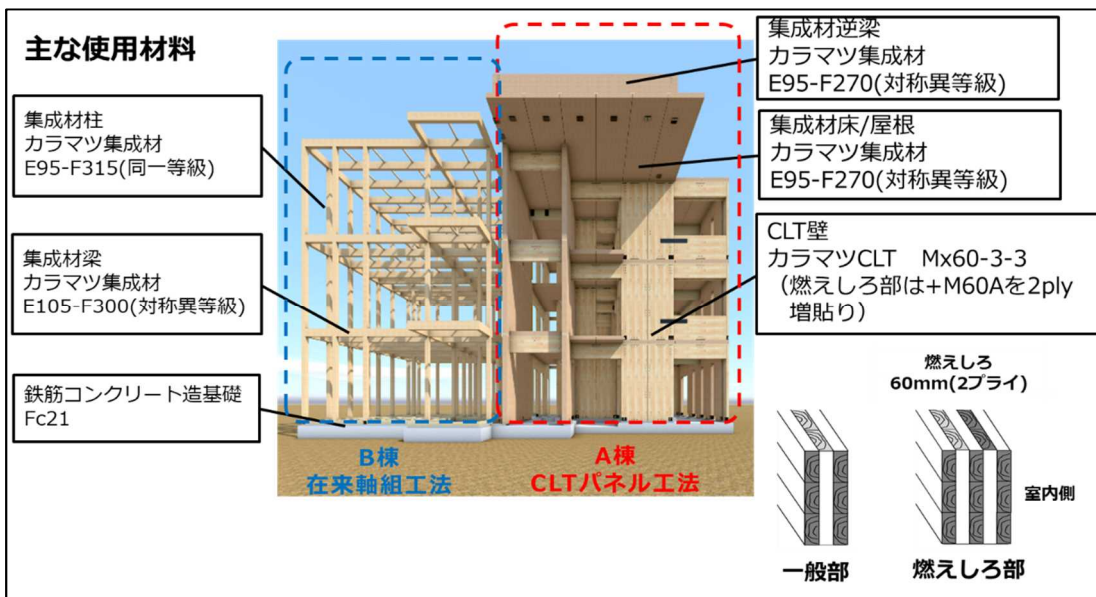 主な使用材料
集成材柱
カラマツ集成材
E95-F315(同一等級)
集成材梁
カラマツ集成材
E105-F300(対称異等級)
鉄筋コンクリート造基礎
Fc21
B棟
在来軸組工法
A棟
CLTパネル工法
集成材逆梁
カラマツ集成材
E95-F270(対称異等級)
集成材床/屋根
カラマツ集成材
E95-F270(対称異等級)
CLT壁
カラマツCLT　Mx60-3-3
（燃えしろ部は+M60Aを2ply
増貼り）
燃えしろ
60mm(2プライ)
室内側
一般部
燃えしろ部